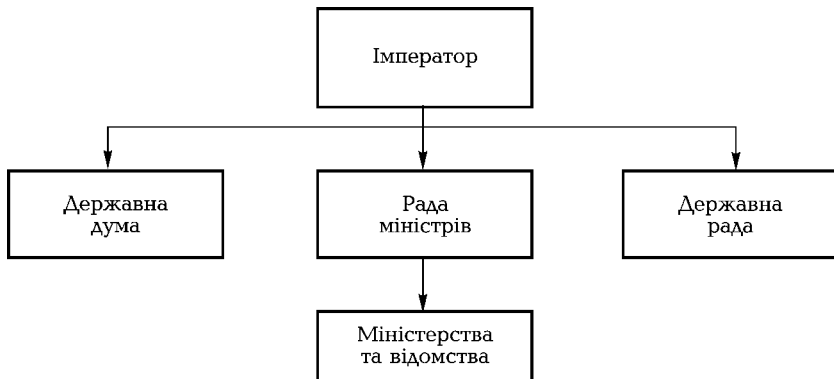 Імператор
Державна
дума
Рада
міністрів
Державна
рада
Міністерства
та відомства